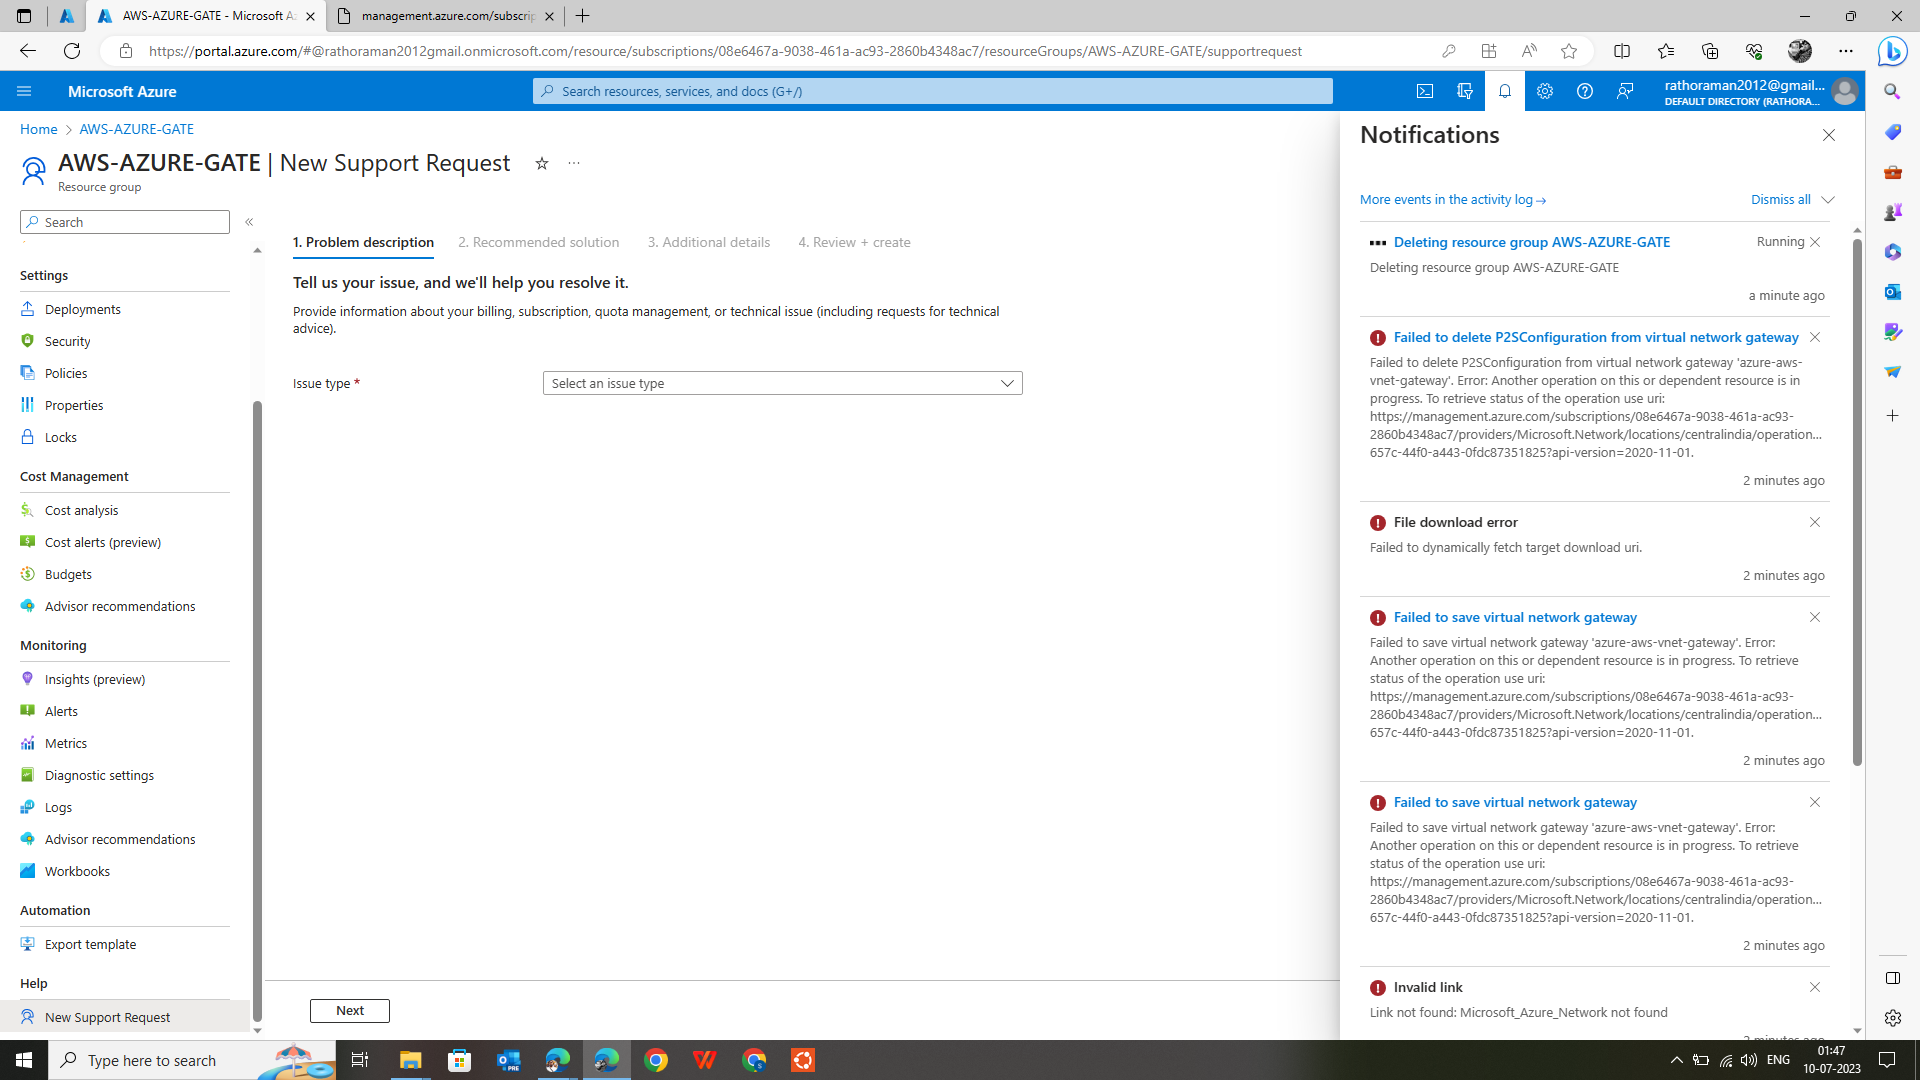 AWS-AZURE-GATE - Microsoft A
management.azure.com/subscrip
https://portal.azure.com/#@rathoraman2012gmail.onmicrosoft.com/resource/subscriptions/08e6467a-9038-461a-ac93-2860b4348ac7/resourceGroups/AWS-AZURE-GATE/supportrequest
Microsoft Azure
Search resources, services, and docs (G+/)
rathoraman2012@gmail...
DEFAULT DIRECTORY (RATHORA...
Home > AWS-AZURE-GATE
AWS-AZURE-GATE | New Support Request
Resource group
Search
Settings
Deployments
Security
Policies
Properties
Locks
Cost Management
Cost analysis
Cost alerts (preview)
Budgets
Advisor recommendations
Monitoring
Insights (preview)
Alerts
Metrics
Diagnostic settings
Logs
Advisor recommendations
Workbooks
Automation
Export template
Help
New Support Request
1. Problem description
2. Recommended solution
3. Additional details
4. Review + create
Tell us your issue, and we'll help you resolve it.
Provide information about your billing, subscription, quota management, or technical issue (including requests for technical
advice).
Issue type *
Select an issue type
Next
Notifications
More events in the activity log →
Dismiss all
Deleting resource group AWS-AZURE-GATE
Running
Deleting resource group AWS-AZURE-GATE
a minute ago
Failed to delete P2SConfiguration from virtual network gateway
Failed to delete P2SConfiguration from virtual network gateway 'azure-aws-
vnet-gateway'. Error: Another operation on this or dependent resource is in
progress. To retrieve status of the operation use uri:
https://management.azure.com/subscriptions/08e6467a-9038-461a-ac93-
2860b4348ac7/providers/Microsoft.Network/locations/centralindia/operation...
657c-44f0-a443-0fdc87351825?api-version=2020-11-01.
2 minutes ago
File download error
Failed to dynamically fetch target download uri.
2 minutes ago
Failed to save virtual network gateway
Failed to save virtual network gateway 'azure-aws-vnet-gateway'. Error:
Another operation on this or dependent resource is in progress. To retrieve
status of the operation use uri:
https://management.azure.com/subscriptions/08e6467a-9038-461a-ac93-
2860b4348ac7/providers/Microsoft.Network/locations/centralindia/operation...
657c-44f0-a443-0fdc87351825?api-version=2020-11-01.
2 minutes ago
Failed to save virtual network gateway
Failed to save virtual network gateway 'azure-aws-vnet-gateway'. Error:
Another operation on this or dependent resource is in progress. To retrieve
status of the operation use uri:
https://management.azure.com/subscriptions/08e6467a-9038-461a-ac93-
2860b4348ac7/providers/Microsoft.Network/locations/centralindia/operation...
657c-44f0-a443-0fdc87351825?api-version=2020-11-01.
2 minutes ago
Invalid link
Link not found: Microsoft_Azure_Network not found
2 minutes ago
Type here to search
PRE
ENG
01:47
10-07-2023